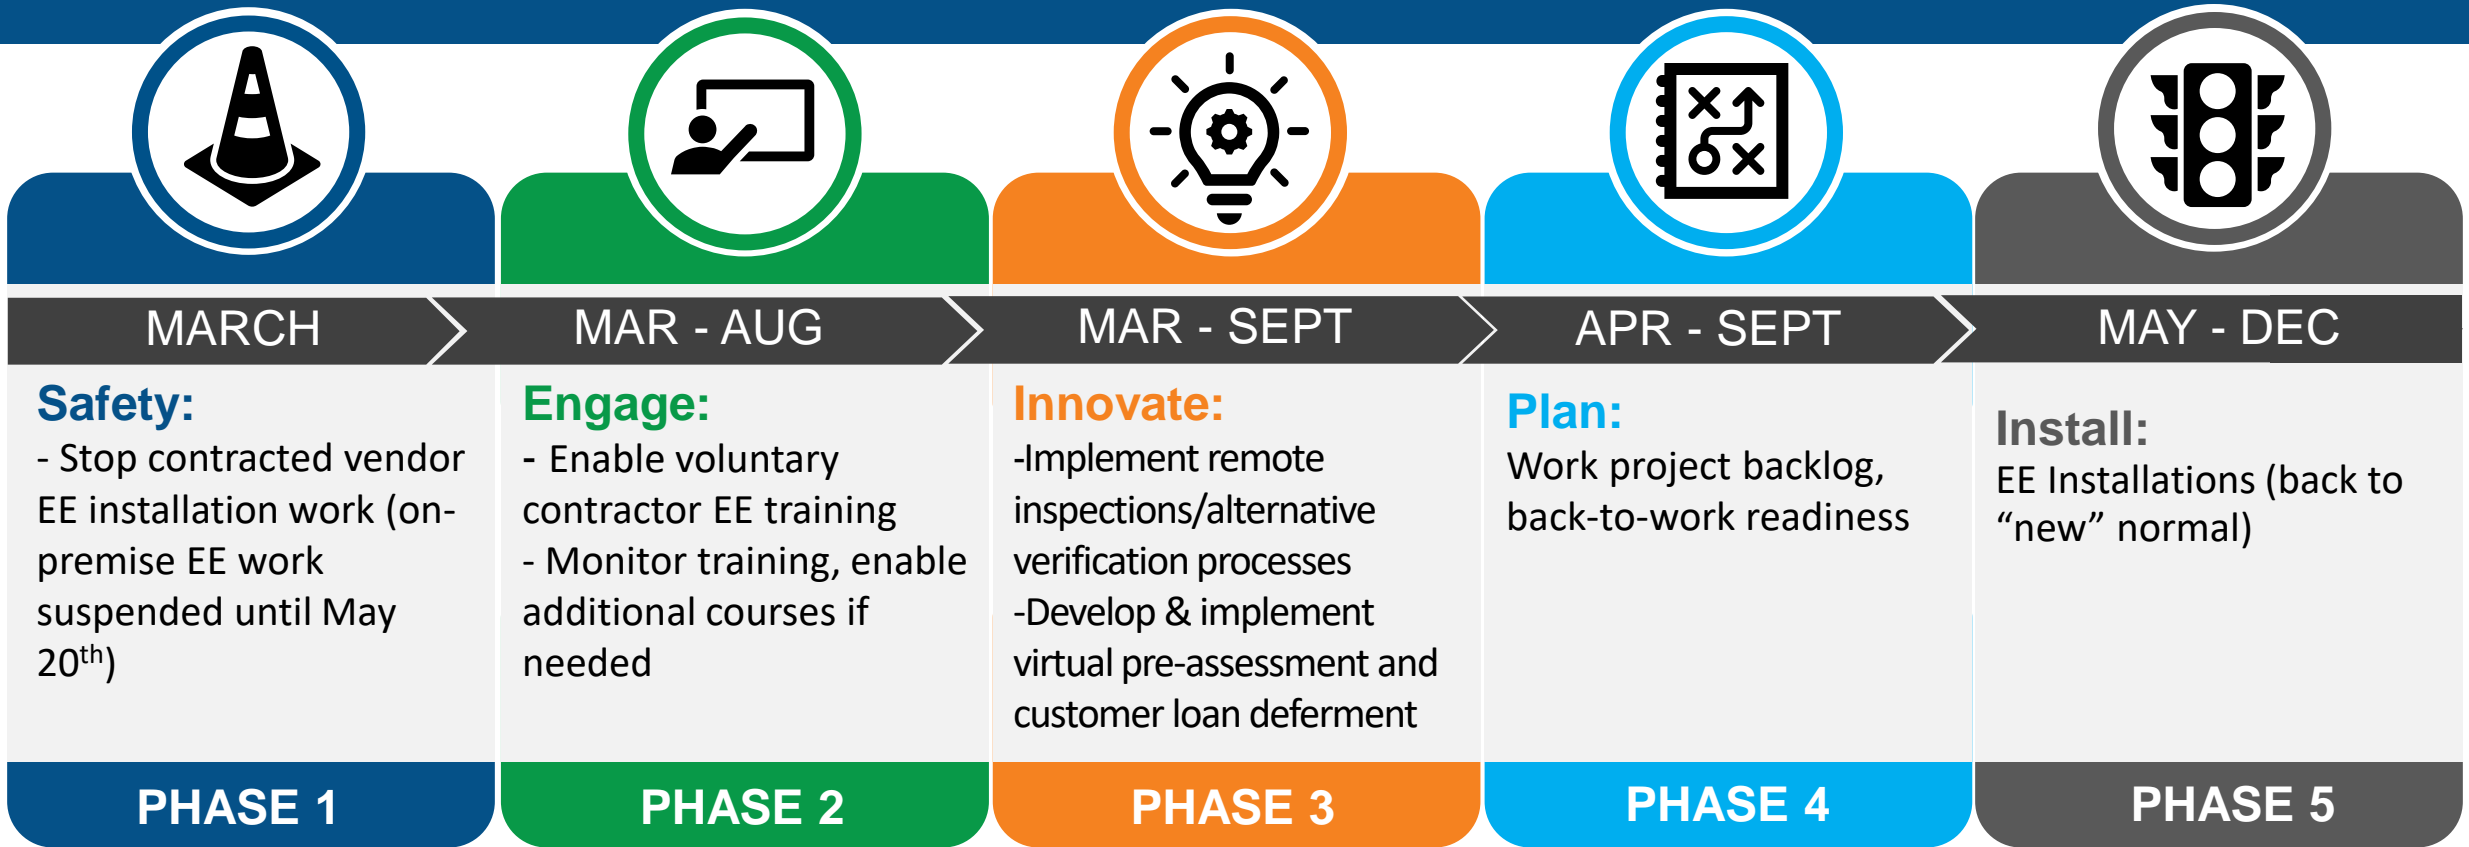 MARCH
MAR - AUG
MAR - SEPT
APR - SEPT
MAY - DEC
Safety:
- Stop contracted vendor
EE installation work (on-
premise EE work
suspended until May
20th)
Engage:
- Enable voluntary
contractor EE training
- Monitor training, enable
additional courses if
needed
Innovate:
-Implement remote
inspections/alternative
verification processes
-Develop & implement
virtual pre-assessment and
customer loan deferment
Plan:
Work project backlog,
back-to-work readiness
Install:
EE Installations (back to
“new” normal)
PHASE 1
PHASE 2
PHASE 3
PHASE 4
PHASE 5